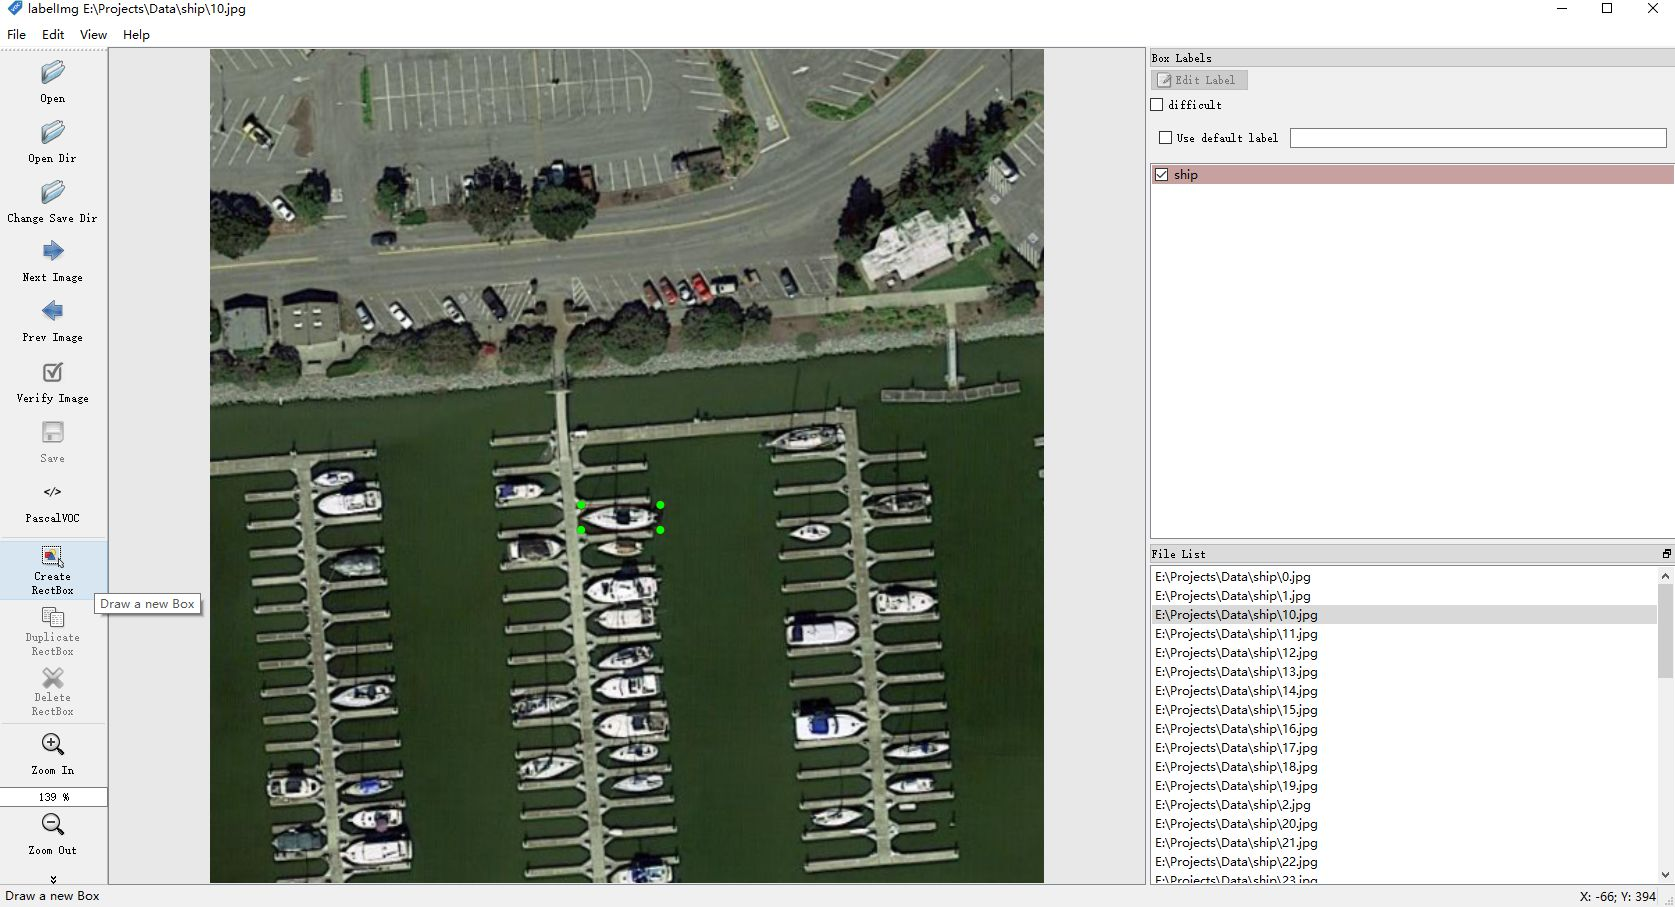 labelImg E:\Projects\Data\ship\10.jpg
File Edit View Help
Open
Open Dir
Change Save Dir
Next Image
Prev Image
Verify Image
Save
</>
PascalVOC
Create
RectBox
Draw a new Box
Duplicate
RectBox
Delete
RectBox
Zoom In
139 %
Zoom Out
Box Labels
Edit Label
difficult
Use default label
ship
File List
E:\Projects\Data\ship\0.jpg
E:\Projects\Data\ship\1.jpg
E:\Projects\Data\ship\10.jpg
E:\Projects\Data\ship\11.jpg
E:\Projects\Data\ship\12.jpg
E:\Projects\Data\ship\13.jpg
E:\Projects\Data\ship\14.jpg
E:\Projects\Data\ship\15.jpg
E:\Projects\Data\ship\16.jpg
E:\Projects\Data\ship\17.jpg
E:\Projects\Data\ship\18.jpg
E:\Projects\Data\ship\19.jpg
E:\Projects\Data\ship\2.jpg
E:\Projects\Data\ship\20.jpg
E:\Projects\Data\ship\21.jpg
E:\Projects\Data\ship\22.jpg
E:\Projects\Data\ship\23.jpg
Draw a new Box
X: -66; Y: 394